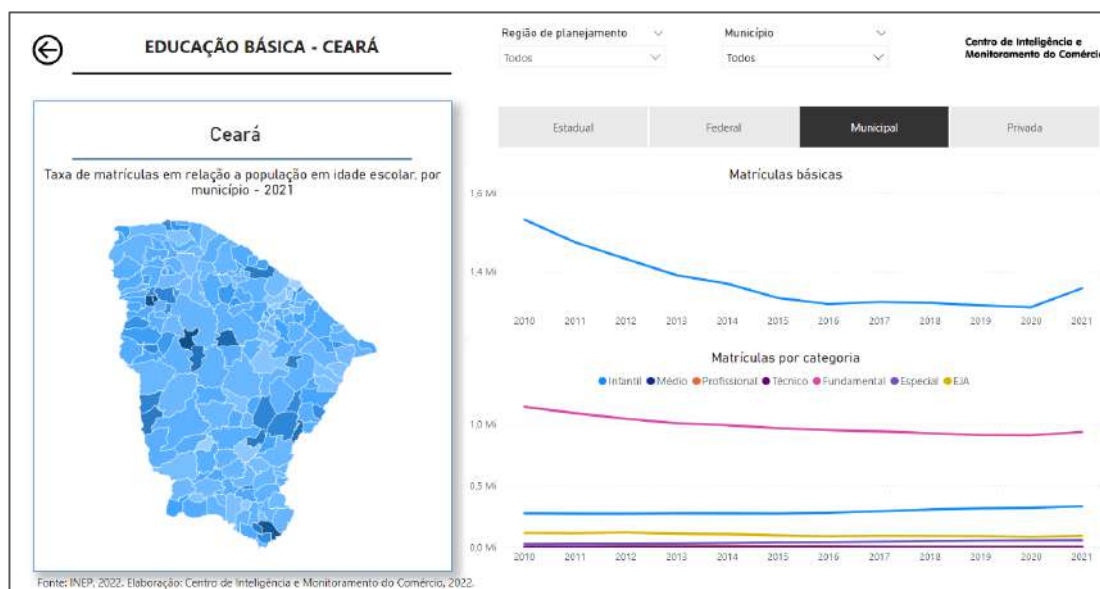 EDUCAÇÃO BÁSICA - CEARÁ
Região de planejamento
Todos
Município
Todos
Centro de Inteligência e
Monitoramento do Comércio
Ceará
Taxa de matrículas em relação a população em idade escolar, por
município - 2021
Estadual
Federal
Municipal
Privada
Matrículas básicas
1,6 Mi
1,4 Mi
2010 2011 2012 2013 2014 2015 2016 2017 2018 2019 2020 2021
Matrículas por categoria
Infantil Médio Profissional Técnico Fundamental Especial EJA
1,0 Mi
0,5 Mi
0,0 Mi
2010 2011 2012 2013 2014 2015 2016 2017 2018 2019 2020 2021
Fonte: INEP, 2022. Elaboração: Centro de Inteligência e Monitoramento do Comércio, 2022.